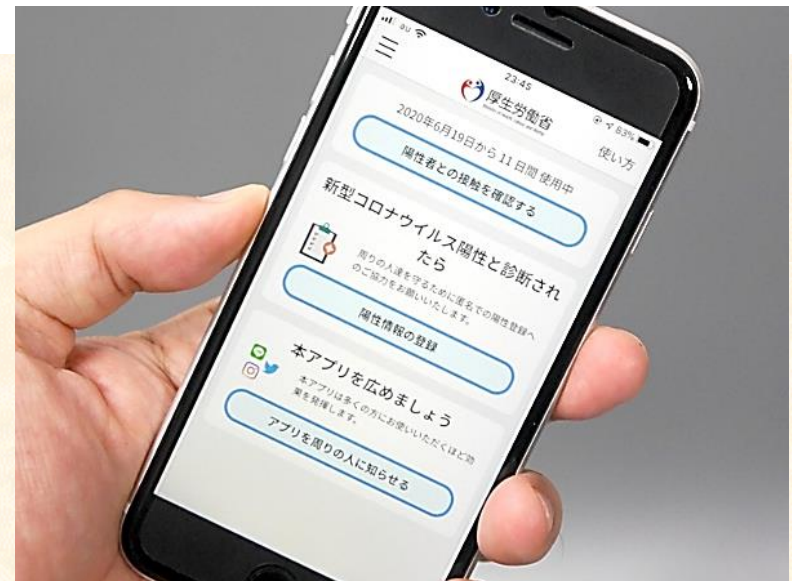 au
23:45
83%
厚生労働省
使い方
2020年6月19日から11日間使用中
陽性者との接触を確認する
新型コロナウイルス陽性と診断され
たら
周りの人達を守るために匿名での陽性登録へ
のご協力をお願いいたします。
陽性情報の登録
本アプリを広めましょう
本アプリは多くの方にお使いいただくほど効
果を発揮します。
アプリを周りの人に知らせる